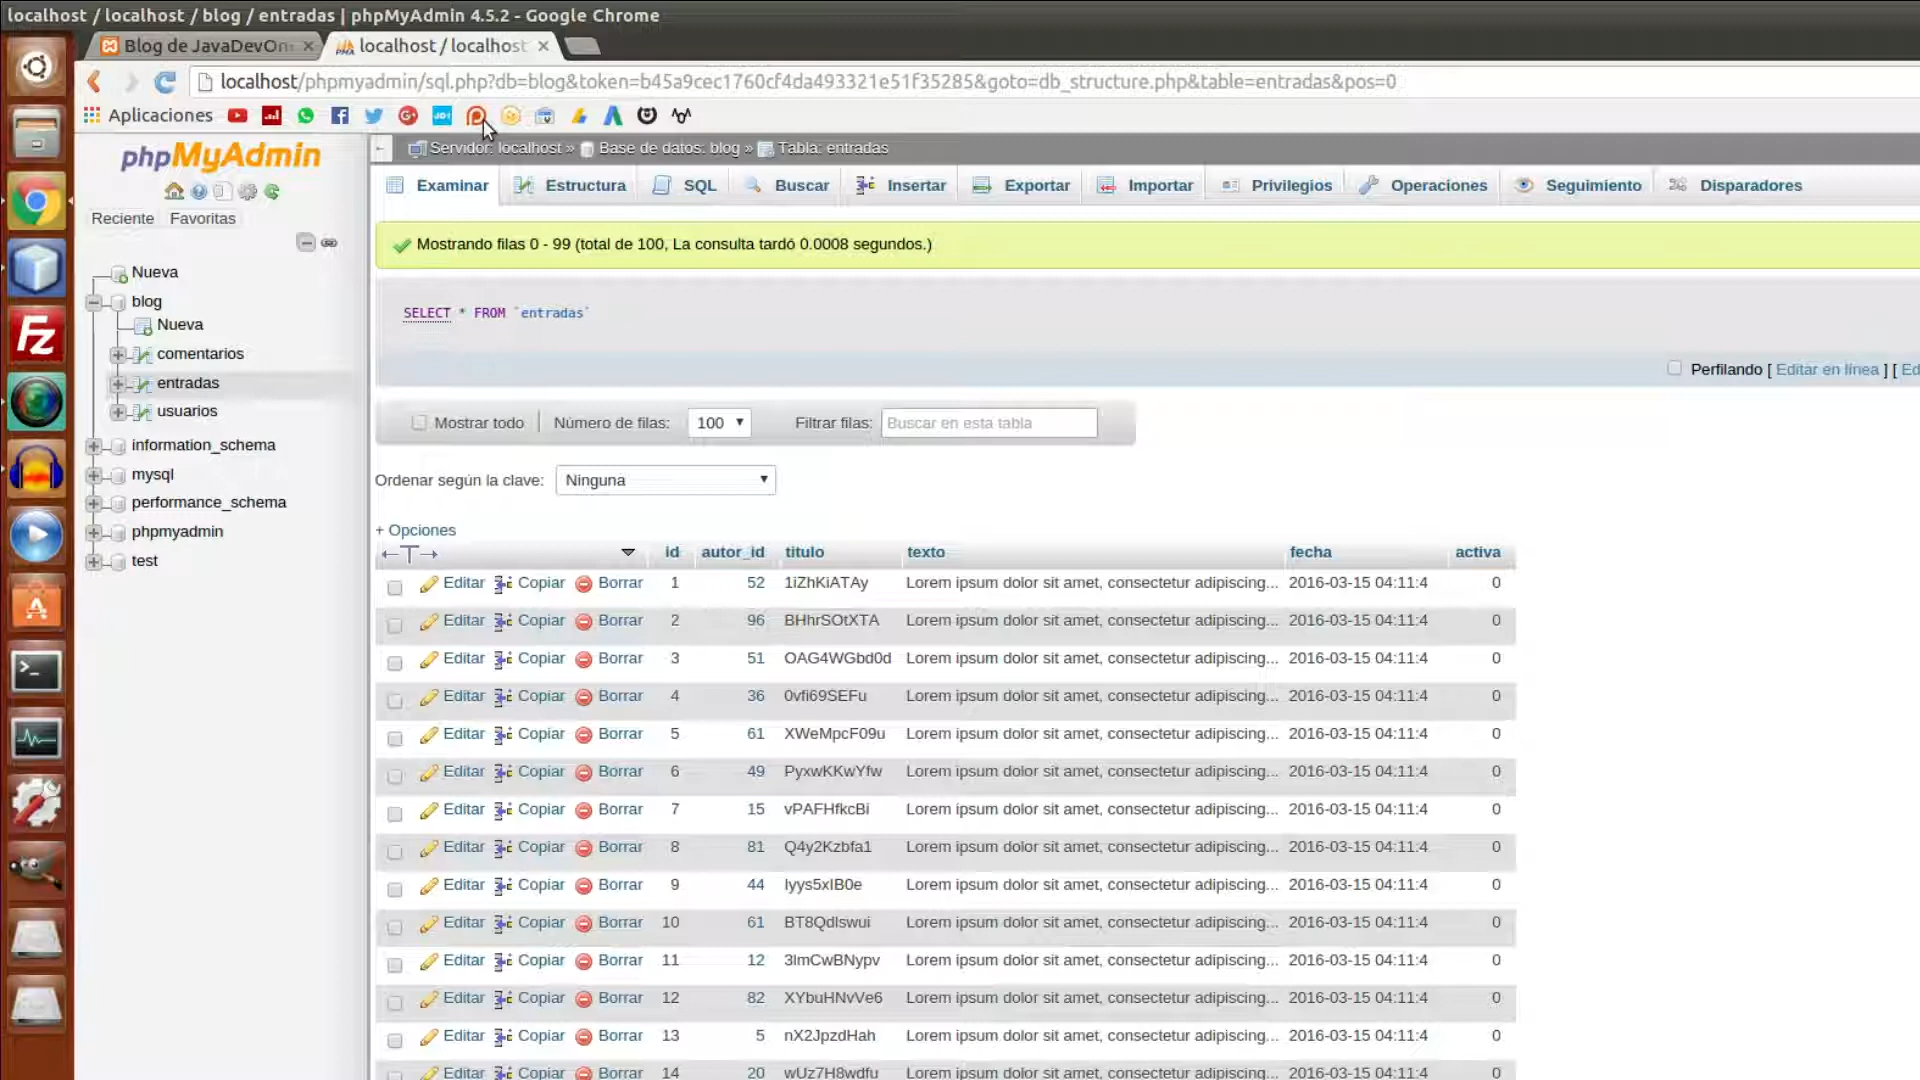 localhost / localhost / blog / entradas | phpMyAdmin 4.5.2 - Google Chrome
Blog de JavaDevOn
localhost / localhost
localhost/phpmyadmin/sql.php?db=blog&token=b45a9cec1760cf4da493321e51f35285&goto=db_structure.php&table=entradas&pos=0
Aplicaciones
phpMyAdmin
Reciente Favoritas
Nueva
blog
Nueva
comentarios
entradas
usuarios
information_schema
mysql
performance_schema
phpmyadmin
test
Servidor: localhost » Base de datos: blog » Tabla: entradas
Examinar Estructura SQL Buscar Insertar Exportar Importar Privilegios Operaciones Seguimiento Disparadores
Mostrando filas 0 - 99 (total de 100, La consulta tardó 0.0008 segundos.)
SELECT * FROM `entradas`
Perfilando [ Editar en línea ] [ Ed
Mostrar todo Número de filas: 100 Filtrar filas: Buscar en esta tabla
Ordenar según la clave: Ninguna
+ Opciones
←T→ id autor_id titulo texto fecha activa
Editar Copiar Borrar 1 52 1iZhKiATAy Lorem ipsum dolor sit amet, consectetur adipiscing... 2016-03-15 04:11:4 0
Editar Copiar Borrar 2 96 BHhrSOtXTA Lorem ipsum dolor sit amet, consectetur adipiscing... 2016-03-15 04:11:4 0
Editar Copiar Borrar 3 51 OAG4WGbd0d Lorem ipsum dolor sit amet, consectetur adipiscing... 2016-03-15 04:11:4 0
Editar Copiar Borrar 4 36 0vfi69SEFu Lorem ipsum dolor sit amet, consectetur adipiscing... 2016-03-15 04:11:4 0
Editar Copiar Borrar 5 61 XWeMpcF09u Lorem ipsum dolor sit amet, consectetur adipiscing... 2016-03-15 04:11:4 0
Editar Copiar Borrar 6 49 PyxwKKwYfw Lorem ipsum dolor sit amet, consectetur adipiscing... 2016-03-15 04:11:4 0
Editar Copiar Borrar 7 15 vPAFHfkcBi Lorem ipsum dolor sit amet, consectetur adipiscing... 2016-03-15 04:11:4 0
Editar Copiar Borrar 8 81 Q4y2Kzbfa1 Lorem ipsum dolor sit amet, consectetur adipiscing... 2016-03-15 04:11:4 0
Editar Copiar Borrar 9 44 Iyys5xIB0e Lorem ipsum dolor sit amet, consectetur adipiscing... 2016-03-15 04:11:4 0
Editar Copiar Borrar 10 61 BT8Qdlswui Lorem ipsum dolor sit amet, consectetur adipiscing... 2016-03-15 04:11:4 0
Editar Copiar Borrar 11 12 3lmCwBNypv Lorem ipsum dolor sit amet, consectetur adipiscing... 2016-03-15 04:11:4 0
Editar Copiar Borrar 12 82 XYbuHNvVe6 Lorem ipsum dolor sit amet, consectetur adipiscing... 2016-03-15 04:11:4 0
Editar Copiar Borrar 13 5 nX2JpzdHah Lorem ipsum dolor sit amet, consectetur adipiscing... 2016-03-15 04:11:4 0
Editar Copiar Borrar 14 20 wUz7H8wdfu Lorem ipsum dolor sit amet, consectetur adipiscing... 2016-03-15 04:11:4 0